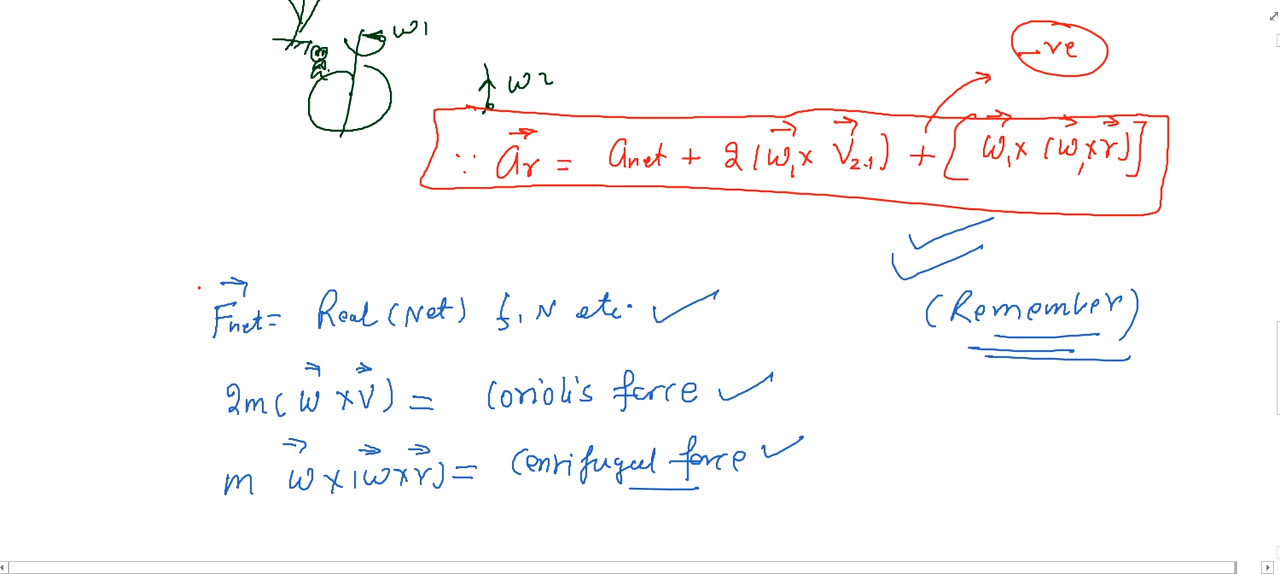 ω1
-ve
ω2
∵ a⃗r = anet + 2(ω⃗₁ × V⃗₂.₁) + [ω⃗₁ × (ω⃗₁ × r⃗)]
F⃗net = Real (Net) f, N etc. ✓
(Remember)
2m(ω⃗ × V⃗) = Coriolis force ✓
m ω⃗ × (ω⃗ × r⃗) = Cenrifugal force ✓